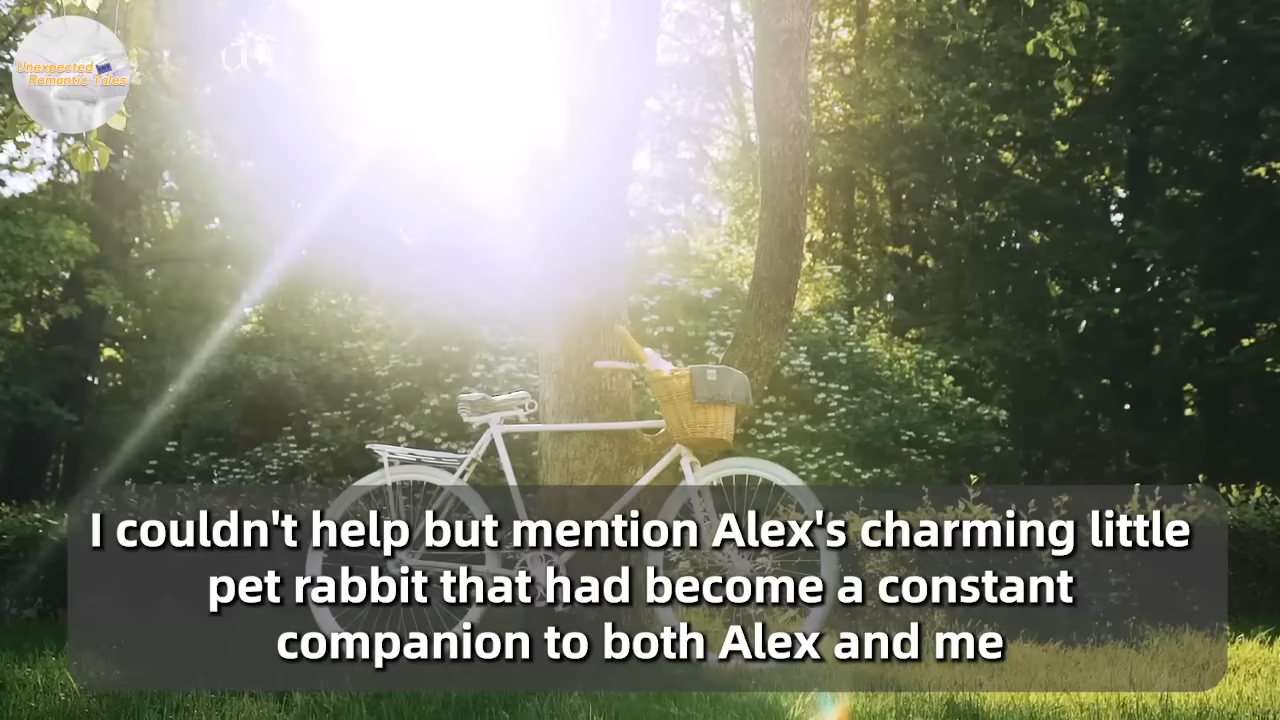 Unexpected
Romantic Tales
I couldn't help but mention Alex's charming little
pet rabbit that had become a constant
companion to both Alex and me